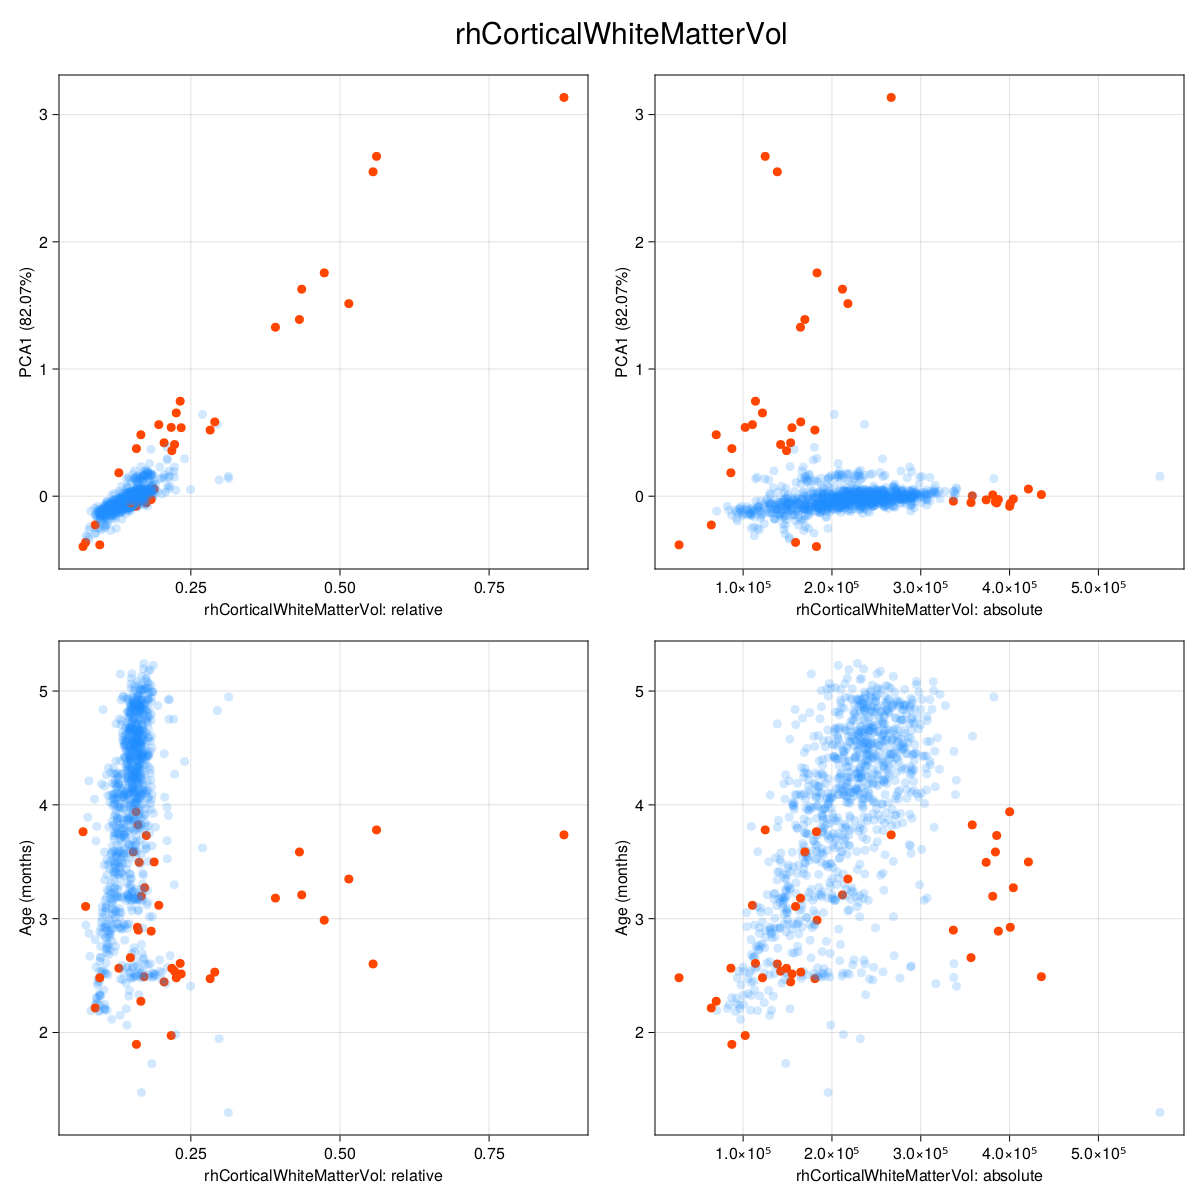 rhCorticalWhiteMatterVol
PCA1 (82.07%)
3
2
1
0
0.25 0.50 0.75
rhCorticalWhiteMatterVol: relative
PCA1 (82.07%)
3
2
1
0
1.0×10⁵ 2.0×10⁵ 3.0×10⁵ 4.0×10⁵ 5.0×10⁵
rhCorticalWhiteMatterVol: absolute
Age (months)
5
4
3
2
0.25 0.50 0.75
rhCorticalWhiteMatterVol: relative
Age (months)
5
4
3
2
1.0×10⁵ 2.0×10⁵ 3.0×10⁵ 4.0×10⁵ 5.0×10⁵
rhCorticalWhiteMatterVol: absolute